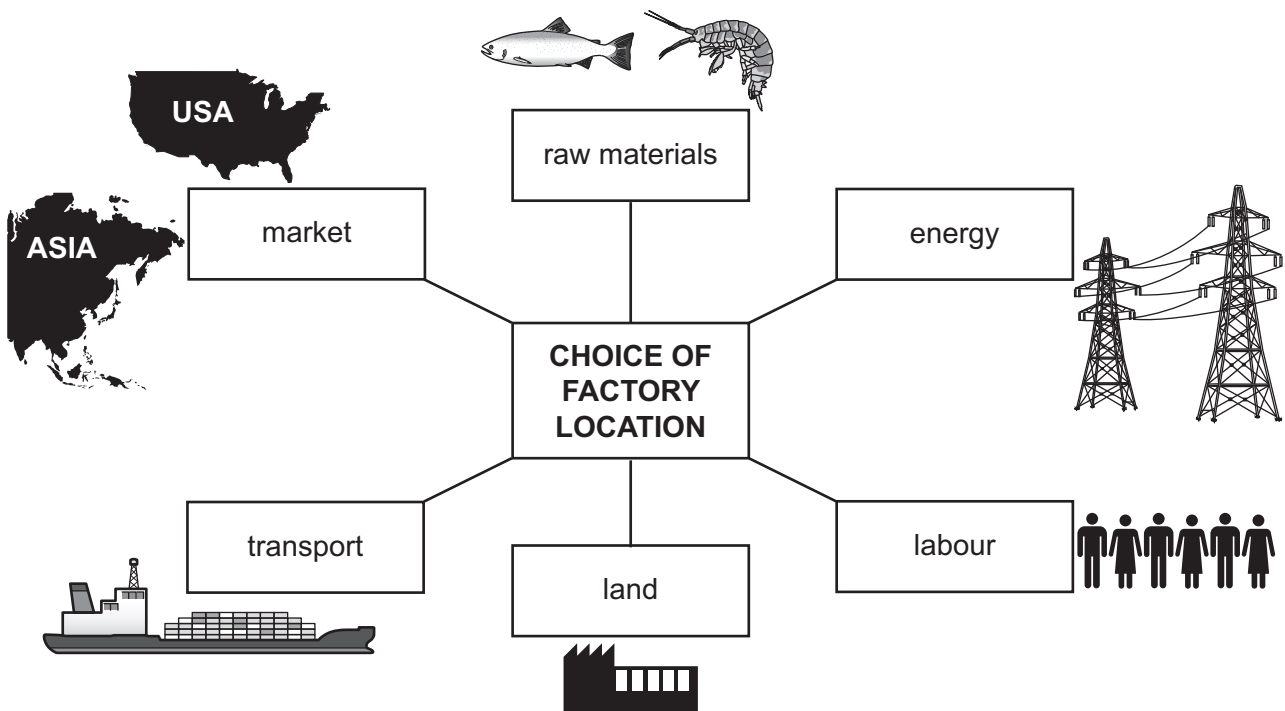 USA
raw materials
market
energy
ASIA
CHOICE OF
FACTORY
LOCATION
transport
labour
land